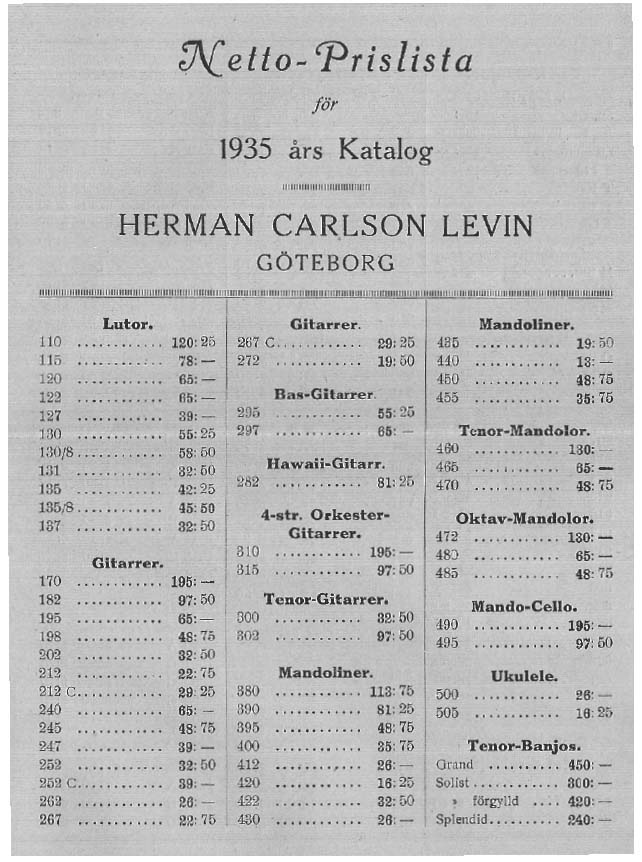 Netto-Prislista
för
1935 års Katalog
HERMAN CARLSON LEVIN
GÖTEBORG
Lutor.
110 ............ 120: 25
115 ............ 78: —
120 ............ 65: —
122 ............ 65: —
127 ............ 39: —
130 ............ 55: 25
130/8 ............ 58: 50
131 ............ 32: 50
135 ............ 42: 25
135/8 ............ 45: 50
137 ............ 32: 50
Gitarrer.
170 ............ 195: —
182 ............ 97: 50
195 ............ 65: —
198 ............ 48: 75
202 ............ 32: 50
212 ............ 22: 75
212 C ............ 29: 25
240 ............ 65: —
245 ............ 48: 75
247 ............ 39: —
252 ............ 32: 50
252 C ............ 39: —
262 ............ 26: —
267 ............ 22: 75
Gitarrer.
267 C ............ 29: 25
272 ............ 19: 50
Bas-Gitarrer.
295 ............ 55: 25
297 ............ 65: —
Hawaii-Gitarr.
282 ............ 81: 25
4-str. Orkester-
Gitarrer.
310 ............ 195: —
315 ............ 97: 50
Tenor-Gitarrer.
300 ............ 32: 50
302 ............ 97: 50
Mandoliner.
380 ............ 113: 75
390 ............ 81: 25
395 ............ 48: 75
400 ............ 35: 75
412 ............ 26: —
420 ............ 16: 25
422 ............ 32: 50
430 ............ 26: —
Mandoliner.
435 ............ 19: 50
440 ............ 13: —
450 ............ 48: 75
455 ............ 35: 75
Tenor-Mandolor.
460 ............ 130: —
465 ............ 65: —
470 ............ 48: 75
Oktav-Mandolor.
472 ............ 130: —
480 ............ 65: —
485 ............ 48: 75
Mando-Cello.
490 ............ 195: —
495 ............ 97: 50
Ukulele.
500 ............ 26: —
505 ............ 16: 25
Tenor-Banjos.
Grand .......... 450: —
Solist ............ 300: —
» förgylld .... 420: —
Splendid .......... 240: —